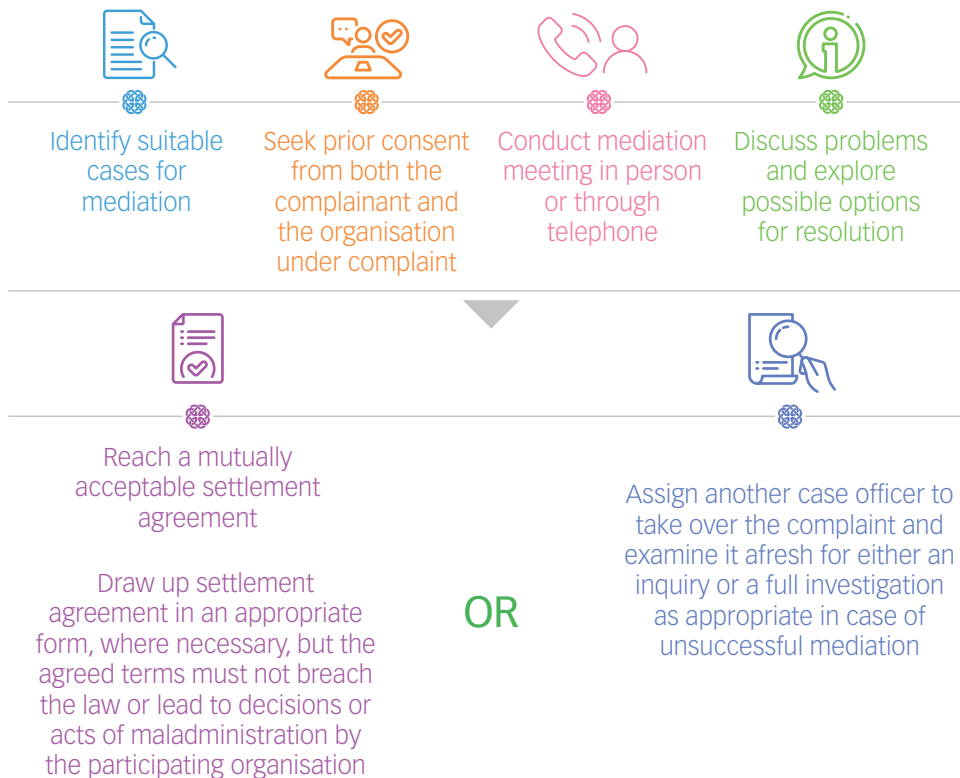 Identify suitable
cases for
mediation
Seek prior consent
from both the
complainant and
the organisation
under complaint
Conduct mediation
meeting in person
or through
telephone
Discuss problems
and explore
possible options
for resolution
Reach a mutually
acceptable settlement
agreement
Draw up settlement
agreement in an appropriate
form, where necessary, but the
agreed terms must not breach
the law or lead to decisions or
acts of maladministration by
the participating organisation
OR
Assign another case officer to
take over the complaint and
examine it afresh for either an
inquiry or a full investigation
as appropriate in case of
unsuccessful mediation